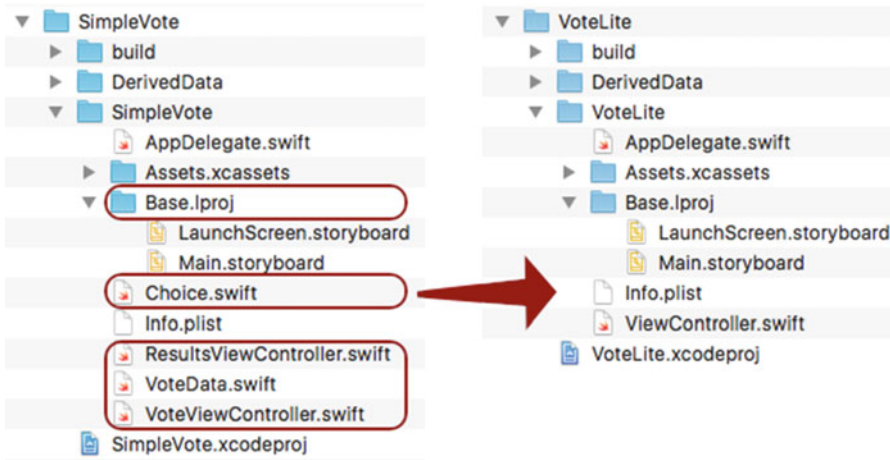 SimpleVote
build
DerivedData
SimpleVote
AppDelegate.swift
Assets.xcassets
Base.lproj
LaunchScreen.storyboard
Main.storyboard
Choice.swift
Info.plist
ResultsViewController.swift
VoteData.swift
VoteViewController.swift
SimpleVote.xcodeproj
VoteLite
build
DerivedData
VoteLite
AppDelegate.swift
Assets.xcassets
Base.lproj
LaunchScreen.storyboard
Main.storyboard
Info.plist
ViewController.swift
VoteLite.xcodeproj